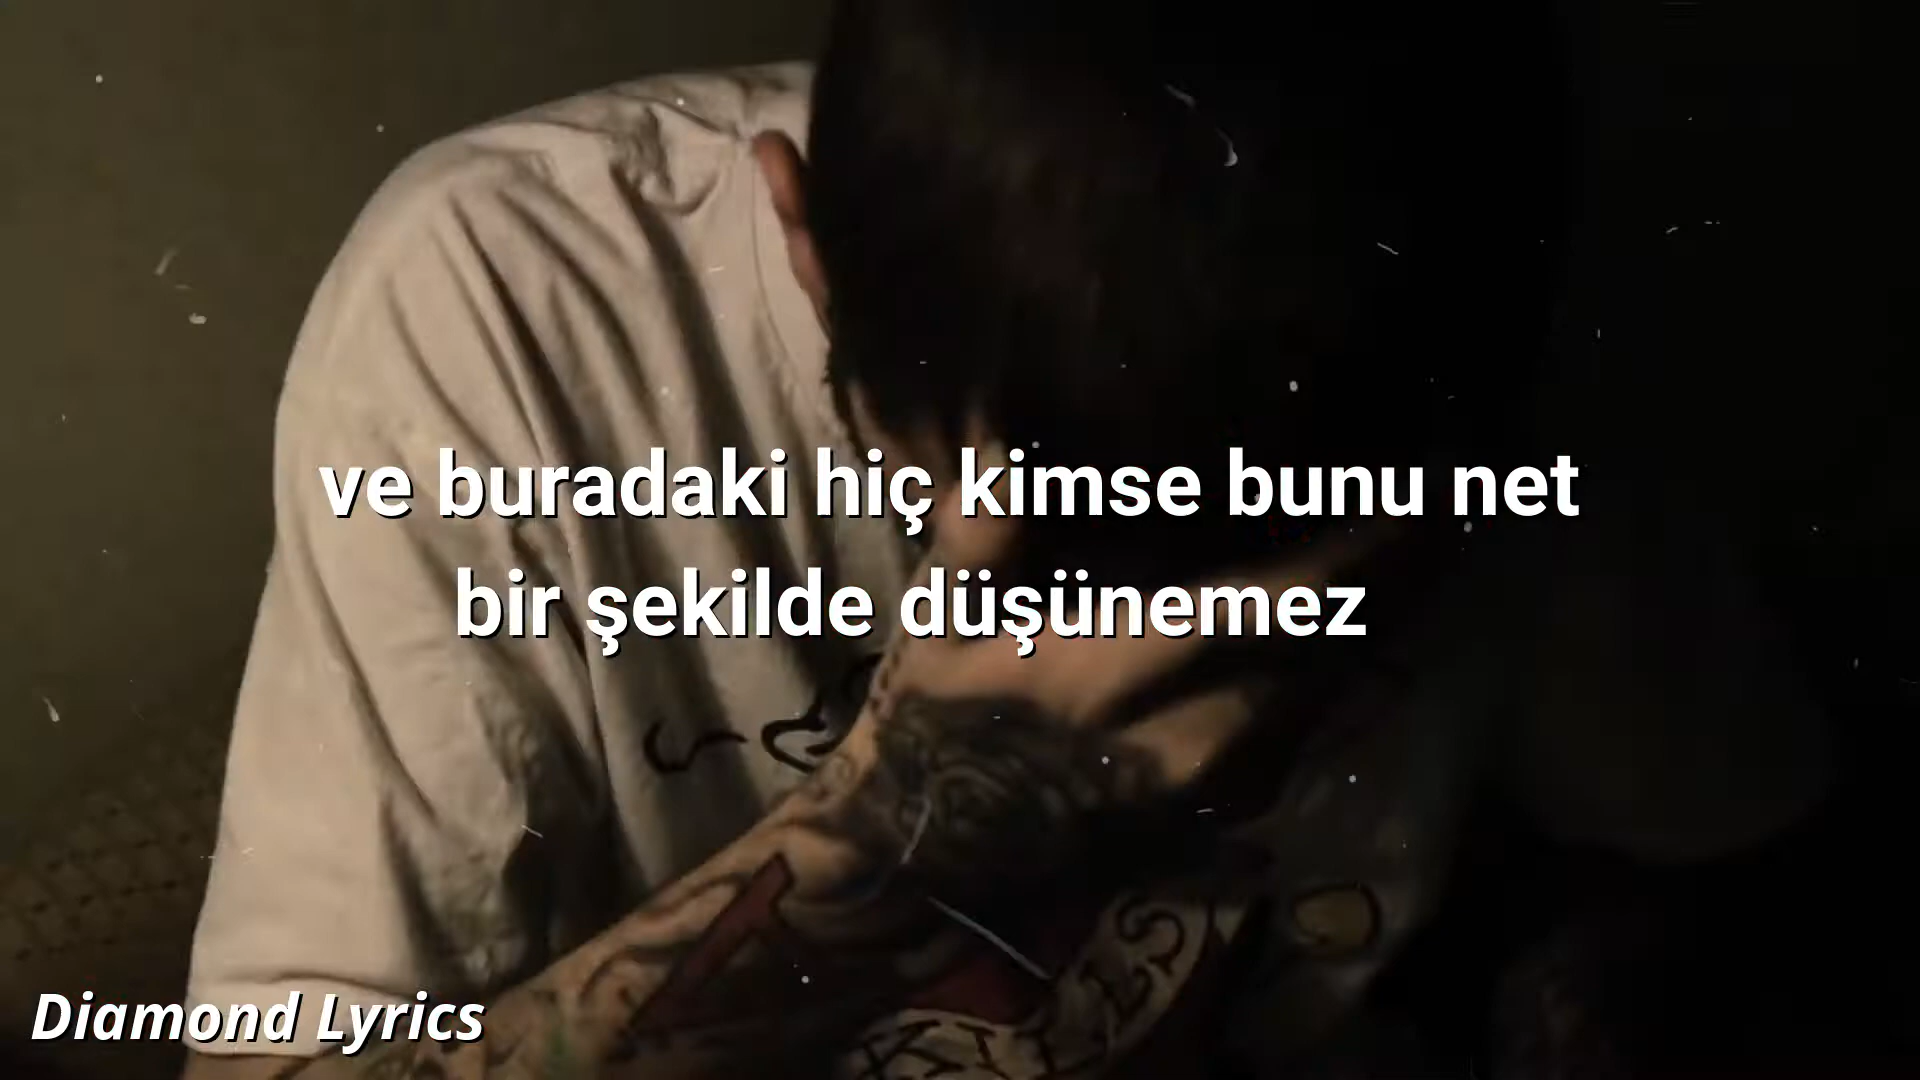 ve buradaki hiç kimse bunu net
bir şekilde düşünemez
Diamond Lyrics